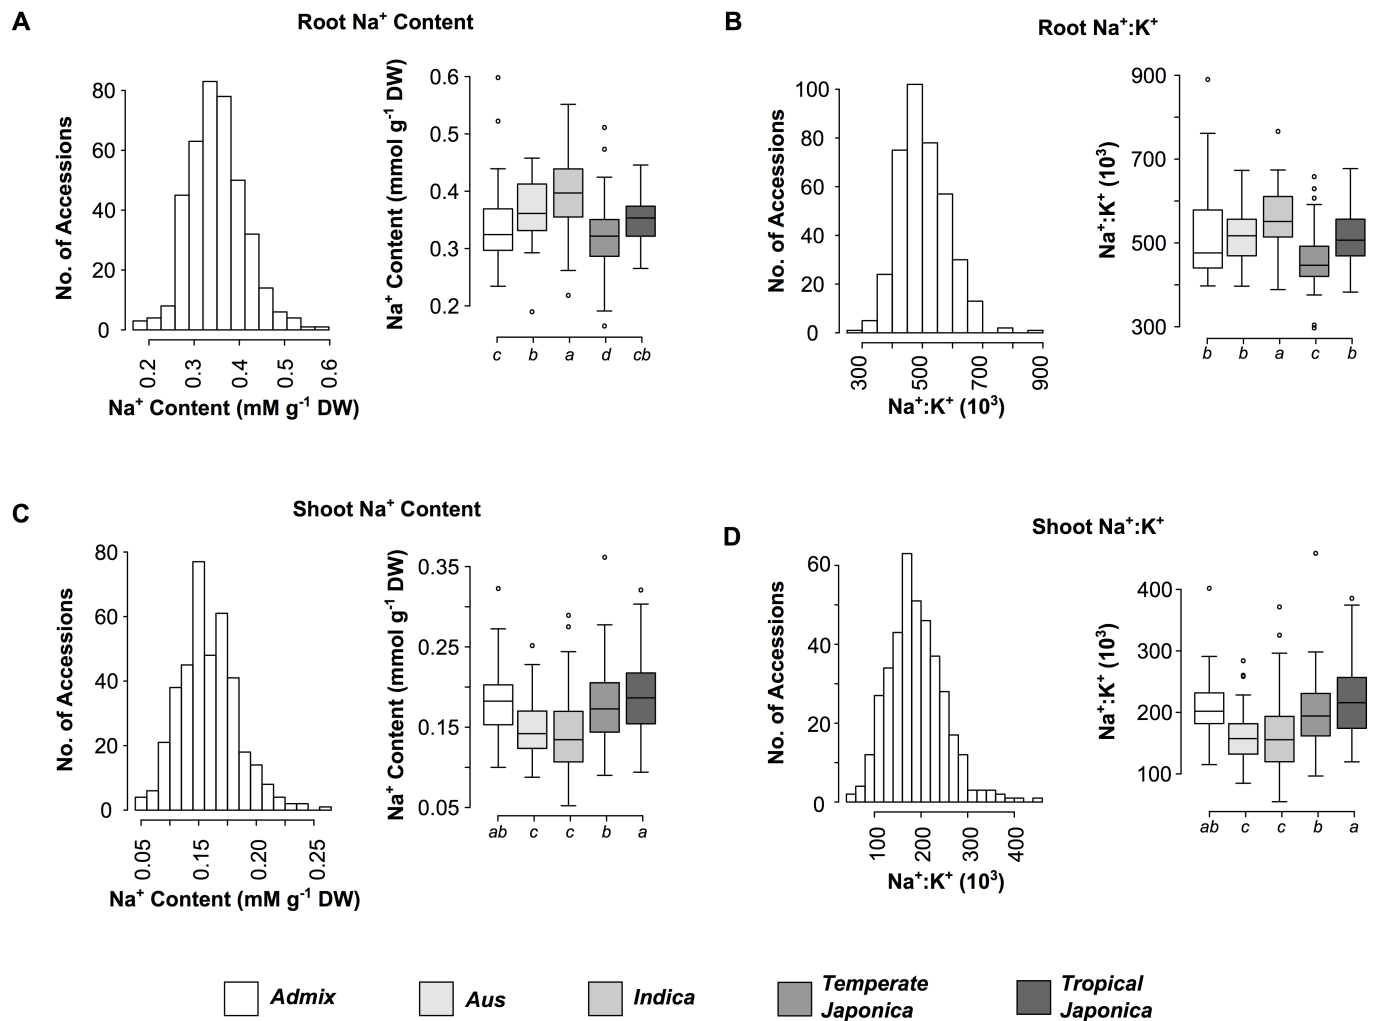 A
Root Na⁺ Content
No. of Accessions
80
60
40
20
0
0.2
0.3
0.4
0.5
0.6
Na⁺ Content (mM g⁻¹ DW)
Na⁺ Content (mmol g⁻¹ DW)
0.6
0.5
0.4
0.3
0.2
c b a d cb
B
Root Na⁺:K⁺
No. of Accessions
100
80
60
40
20
0
300
500
700
900
Na⁺:K⁺ (10³)
Na⁺:K⁺ (10³)
900
700
500
300
b b a c b
C
Shoot Na⁺ Content
No. of Accessions
80
60
40
20
0
0.05
0.15
0.20
0.25
Na⁺ Content (mM g⁻¹ DW)
Na⁺ Content (mmol g⁻¹ DW)
0.35
0.25
0.15
0.05
ab c c b a
D
Shoot Na⁺:K⁺
No. of Accessions
60
40
20
0
100
200
300
400
Na⁺:K⁺ (10³)
Na⁺:K⁺ (10³)
400
300
200
100
ab c c b a
Admix
Aus
Indica
Temperate
Japonica
Tropical
Japonica